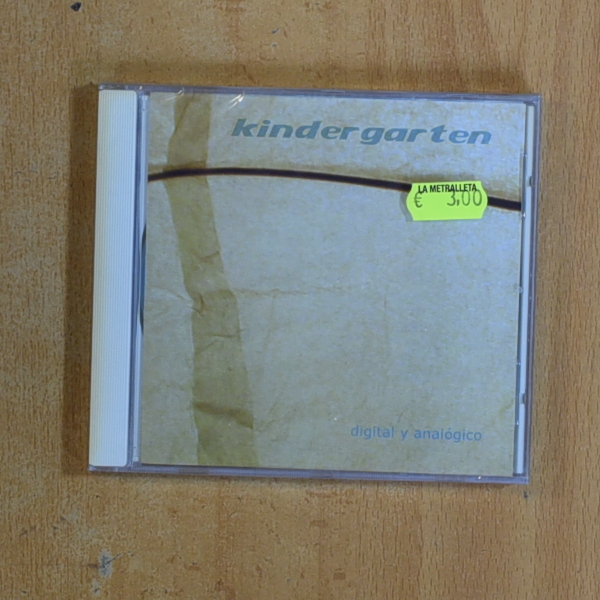 kindergarten
LA METRALLETA
€ 3,00
digital y analógico